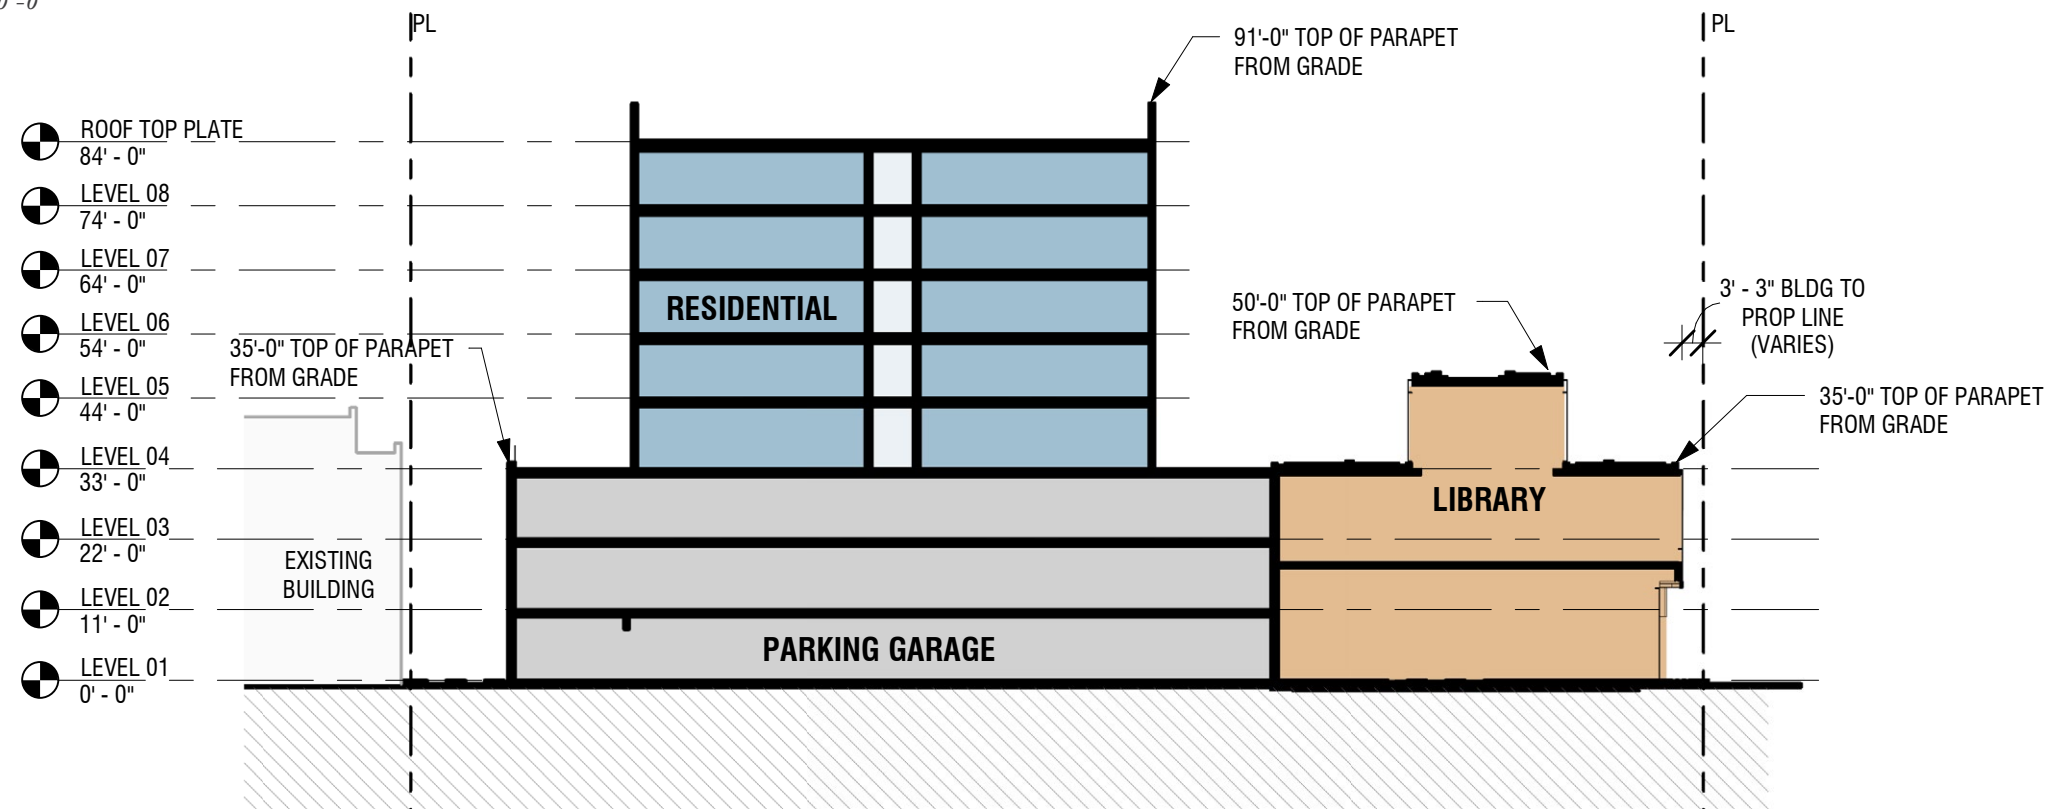 PL
PL
91'-0" TOP OF PARAPET
FROM GRADE
ROOF TOP PLATE
84' - 0"
LEVEL 08
74' - 0"
LEVEL 07
64' - 0"
LEVEL 06
54' - 0"
LEVEL 05
44' - 0"
LEVEL 04
33' - 0"
LEVEL 03
22' - 0"
LEVEL 02
11' - 0"
LEVEL 01
0' - 0"
35'-0" TOP OF PARAPET
FROM GRADE
RESIDENTIAL
50'-0" TOP OF PARAPET
FROM GRADE
3' - 3" BLDG TO
PROP LINE
(VARIES)
35'-0" TOP OF PARAPET
FROM GRADE
EXISTING
BUILDING
LIBRARY
PARKING GARAGE